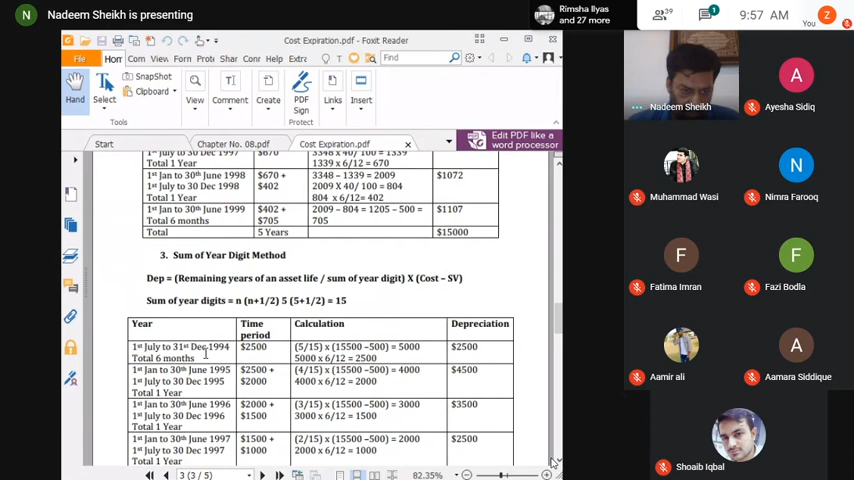 N Nadeem Sheikh is presenting
Rimsha Ilyas
and 27 more
39
1
9:57 AM
Z
You
Cost Expiration.pdf - Foxit Reader
File Hom Con View Form Protec Share Conn Help Extra
Find
Hand
Select
SnapShot
Clipboard
View
Comment
Create
PDF
Sign
Links
Insert
Tools
Protect
Start
Chapter No. 08.pdf
Cost Expiration.pdf
Edit PDF like a
word processor
1st July to 30 Dec 1997
Total 1 Year
$670
3348 X 40/ 100 = 1339
1339 x 6/12 = 670
1st Jan to 30th June 1998
1st July to 30 Dec 1998
Total 1 Year
$670 +
$402
3348 – 1339 = 2009
2009 X 40/ 100 = 804
804 x 6/12= 402
$1072
1st Jan to 30th June 1999
Total 6 months
$402 +
$705
2009 – 804 = 1205 – 500 =
705
$1107
Total
5 Years
$15000
3. Sum of Year Digit Method
Dep = (Remaining years of an asset life / sum of year digit) X (Cost – SV)
Sum of year digits = n (n+1/2) 5 (5+1/2) = 15
Year
Time
period
Calculation
Depreciation
1st July to 31st Dec 1994
Total 6 months
$2500
(5/15) x (15500 –500) = 5000
5000 x 6/12 = 2500
$2500
1st Jan to 30th June 1995
1st July to 30 Dec 1995
Total 1 Year
$2500 +
$2000
(4/15) x (15500 –500) = 4000
4000 x 6/12 = 2000
$4500
1st Jan to 30th June 1996
1st July to 30 Dec 1996
Total 1 Year
$2000 +
$1500
(3/15) x (15500 –500) = 3000
3000 x 6/12 = 1500
$3500
1st Jan to 30th June 1997
1st July to 30 Dec 1997
Total 1 Year
$1500 +
$1000
(2/15) x (15500 –500) = 2000
2000 x 6/12 = 1000
$2500
3 (3 / 5)
82.35%
Nadeem Sheikh
A
Ayesha Sidiq
Muhammad Wasi
N
Nimra Farooq
F
Fatima Imran
F
Fazi Bodla
Aamir ali
A
Aamara Siddique
Shoaib Iqbal